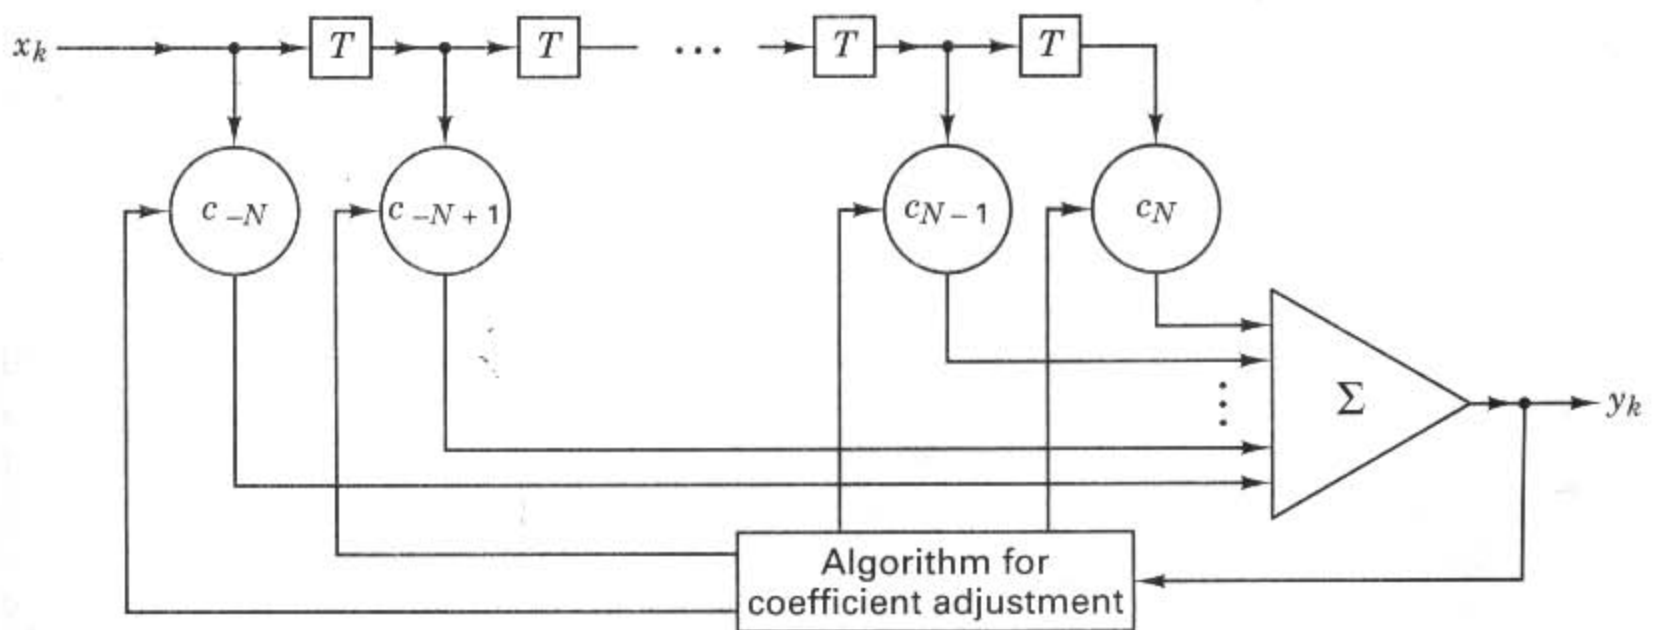 x_k T T ... T T
c_{-N} c_{-N+1} c_{N-1} c_N
Σ y_k
Algorithm for
coefficient adjustment